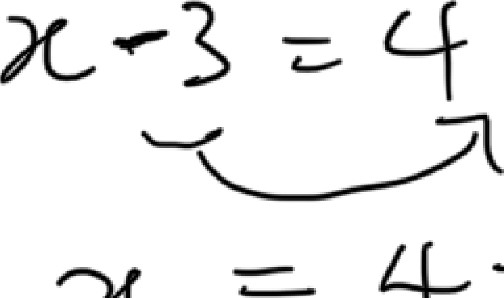 x - 3 = 4
x = 4